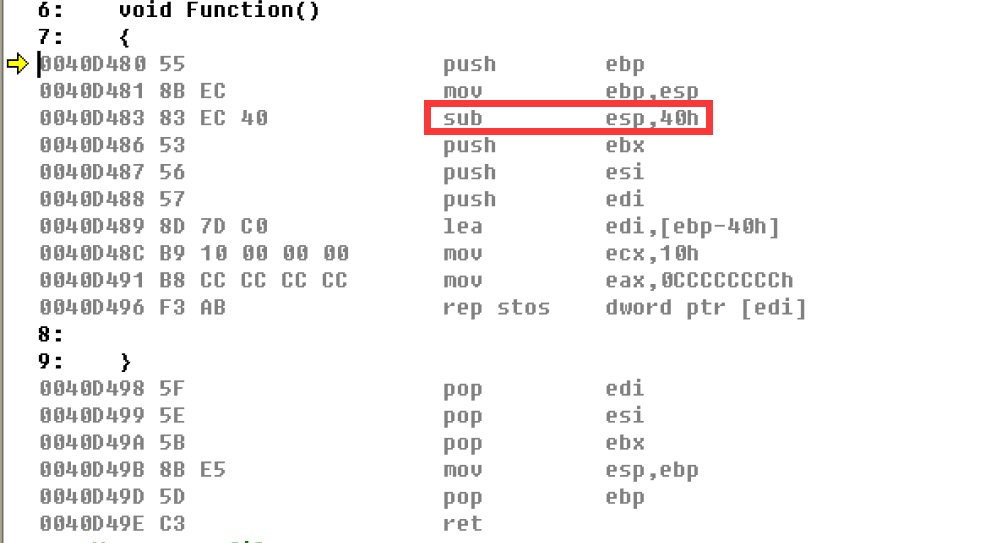 6: void Function()
7: {
0040D480 55 push ebp
0040D481 8B EC mov ebp,esp
0040D483 83 EC 40 sub esp,40h
0040D486 53 push ebx
0040D487 56 push esi
0040D488 57 push edi
0040D489 8D 7D C0 lea edi,[ebp-40h]
0040D48C B9 10 00 00 00 mov ecx,10h
0040D491 B8 CC CC CC CC mov eax,0CCCCCCCCh
0040D496 F3 AB rep stos dword ptr [edi]
8:
9: }
0040D498 5F pop edi
0040D499 5E pop esi
0040D49A 5B pop ebx
0040D49B 8B E5 mov esp,ebp
0040D49D 5D pop ebp
0040D49E C3 ret